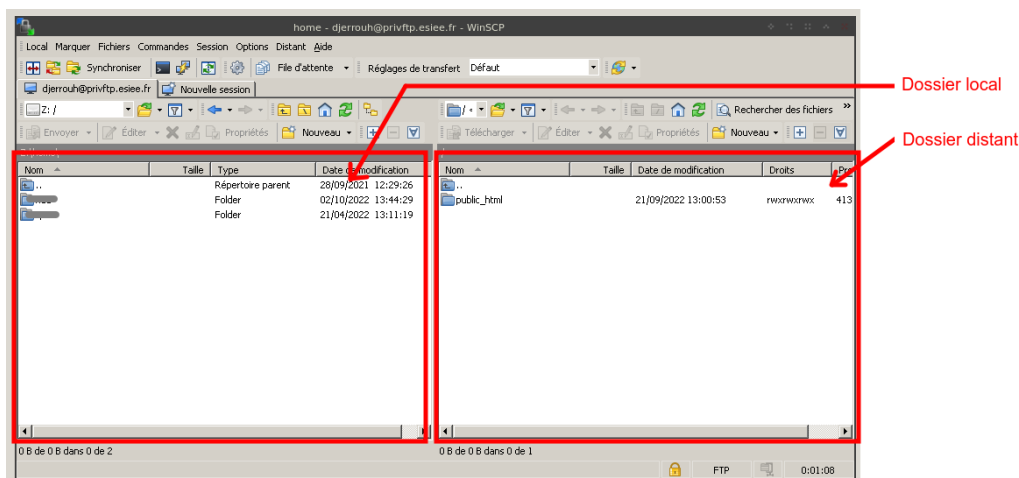 home - djerrouh@privftp.esiee.fr - WinSCP
Local Marquer Fichiers Commandes Session Options Distant Aide
Synchroniser File d'attente Réglages de transfert Défaut
djerrouh@privftp.esiee.fr Nouvelle session
Dossier local
Z: / / Rechercher des fichiers »
Envoyer Éditer Propriétés Nouveau Télécharger Éditer Propriétés Nouveau
Dossier distant
Nom Taille Type Date de modification Nom Taille Date de modification Droits Pro
.. Répertoire parent 28/09/2021 12:29:26 ..
Folder 02/10/2022 13:44:29 public_html 21/09/2022 13:00:53 rwxrwxrwx 413
Folder 21/04/2022 13:11:19
0 B de 0 B dans 0 de 2 0 B de 0 B dans 0 de 1
FTP 0:01:08